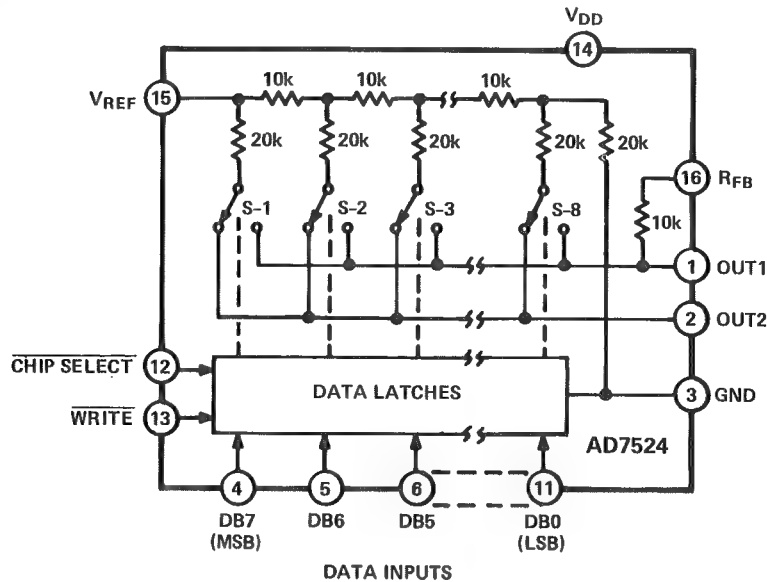 VDD
14
10k 10k 10k
VREF 15
20k 20k 20k 20k 20k
16 RFB
S-1 S-2 S-3 S-8
10k
1 OUT1
2 OUT2
CHIP SELECT 12
DATA LATCHES
3 GND
WRITE 13
AD7524
4 5 6 11
DB7 DB6 DB5 DB0
(MSB) (LSB)
DATA INPUTS